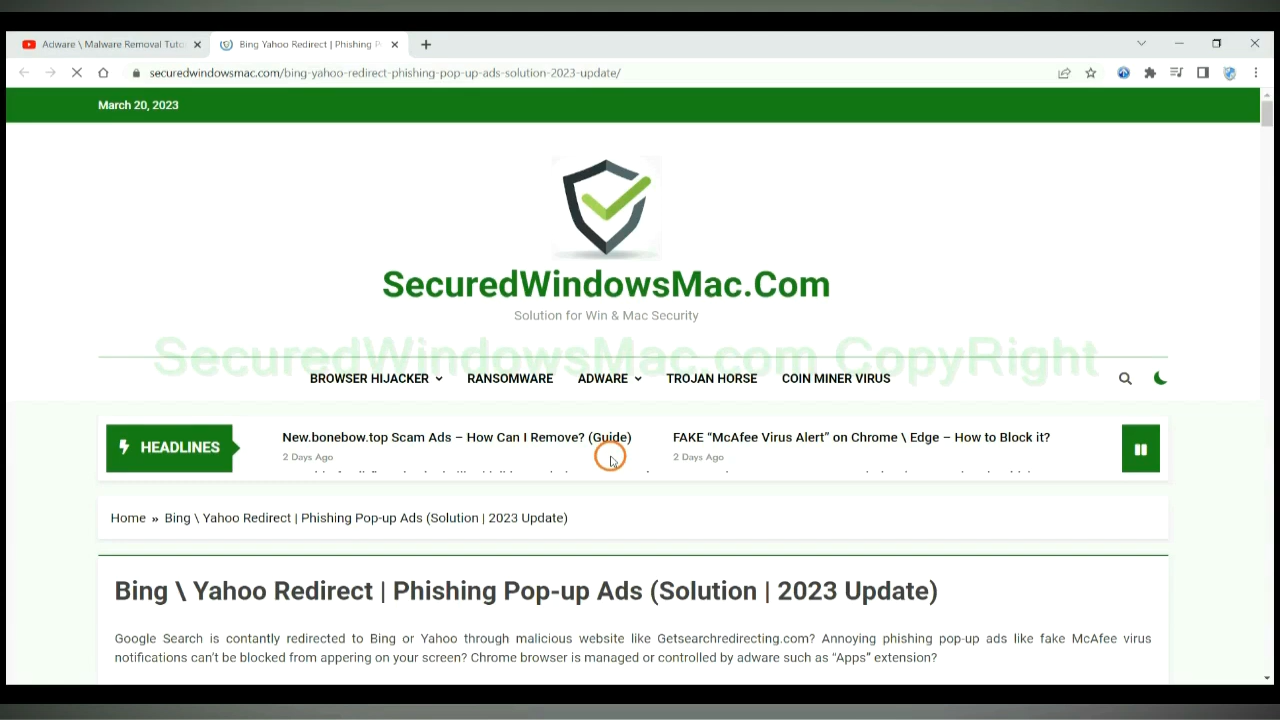 Adware \ Malware Removal Tuto
Bing Yahoo Redirect | Phishing P
securedwindowsmac.com/bing-yahoo-redirect-phishing-pop-up-ads-solution-2023-update/
March 20, 2023
SecuredWindowsMac.Com
Solution for Win & Mac Security
SecuredWindowsMac.com CopyRight
BROWSER HIJACKER RANSOMWARE ADWARE TROJAN HORSE COIN MINER VIRUS
HEADLINES
New.bonebow.top Scam Ads – How Can I Remove? (Guide)
2 Days Ago
FAKE “McAfee Virus Alert” on Chrome \ Edge – How to Block it?
2 Days Ago
Home » Bing \ Yahoo Redirect | Phishing Pop-up Ads (Solution | 2023 Update)
Bing \ Yahoo Redirect | Phishing Pop-up Ads (Solution | 2023 Update)
Google Search is contantly redirected to Bing or Yahoo through malicious website like Getsearchredirecting.com? Annoying phishing pop-up ads like fake McAfee virus
notifications can’t be blocked from appering on your screen? Chrome browser is managed or controlled by adware such as “Apps” extension?